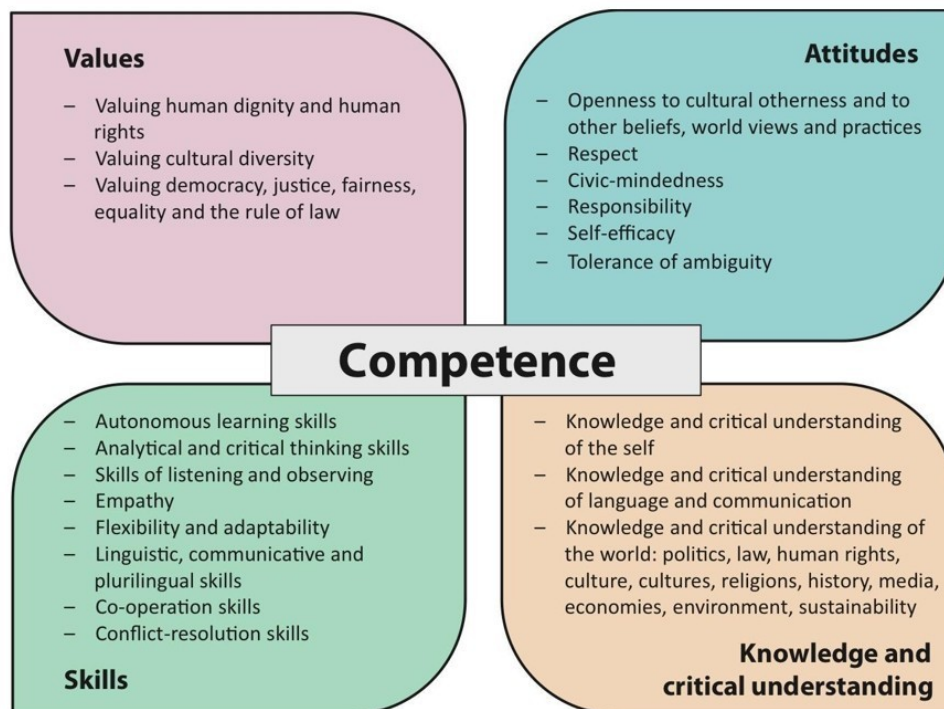 Values
– Valuing human dignity and human
rights
– Valuing cultural diversity
– Valuing democracy, justice, fairness,
equality and the rule of law
Attitudes
– Openness to cultural otherness and to
other beliefs, world views and practices
– Respect
– Civic-mindedness
– Responsibility
– Self-efficacy
– Tolerance of ambiguity
Competence
– Autonomous learning skills
– Analytical and critical thinking skills
– Skills of listening and observing
– Empathy
– Flexibility and adaptability
– Linguistic, communicative and
plurilingual skills
– Co-operation skills
– Conflict-resolution skills
Skills
– Knowledge and critical understanding
of the self
– Knowledge and critical understanding
of language and communication
– Knowledge and critical understanding of
the world: politics, law, human rights,
culture, cultures, religions, history, media,
economies, environment, sustainability
Knowledge and
critical understanding